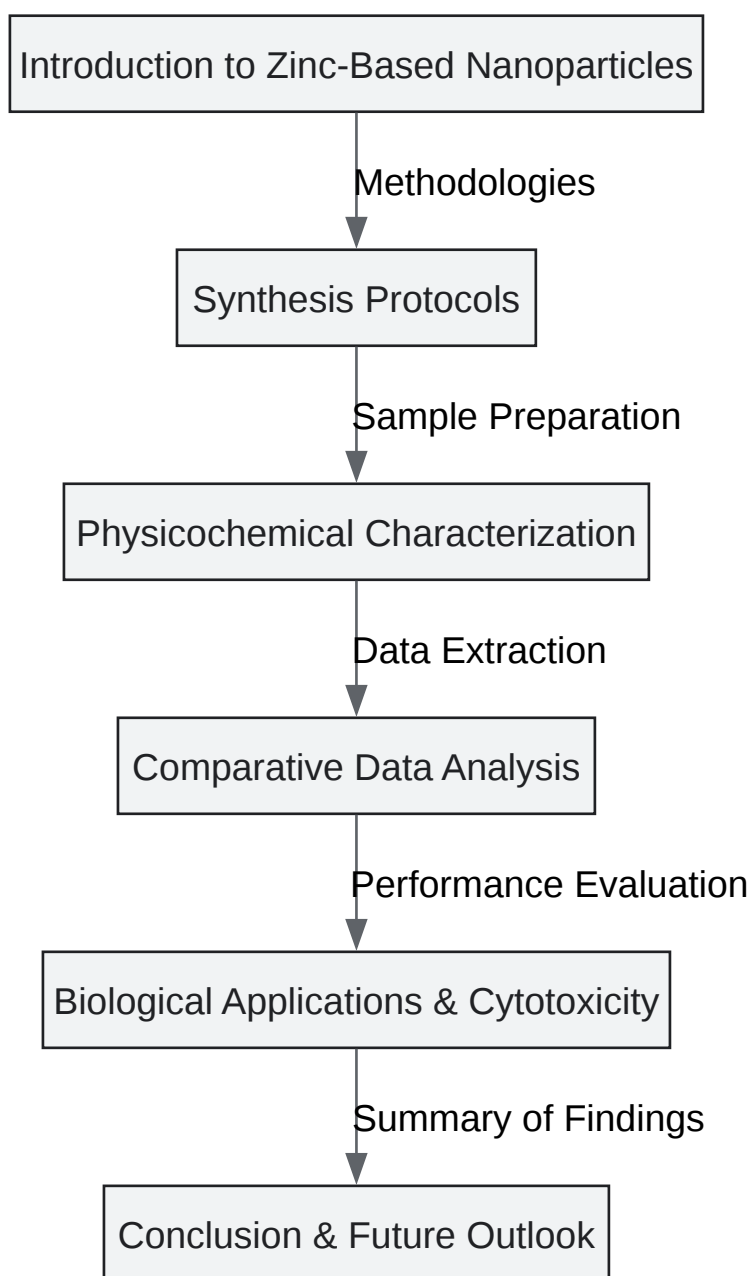 Introduction to Zinc-Based Nanoparticles
Methodologies
Synthesis Protocols
Sample Preparation
Physicochemical Characterization
Data Extraction
Comparative Data Analysis
Performance Evaluation
Biological Applications & Cytotoxicity
Summary of Findings
Conclusion & Future Outlook